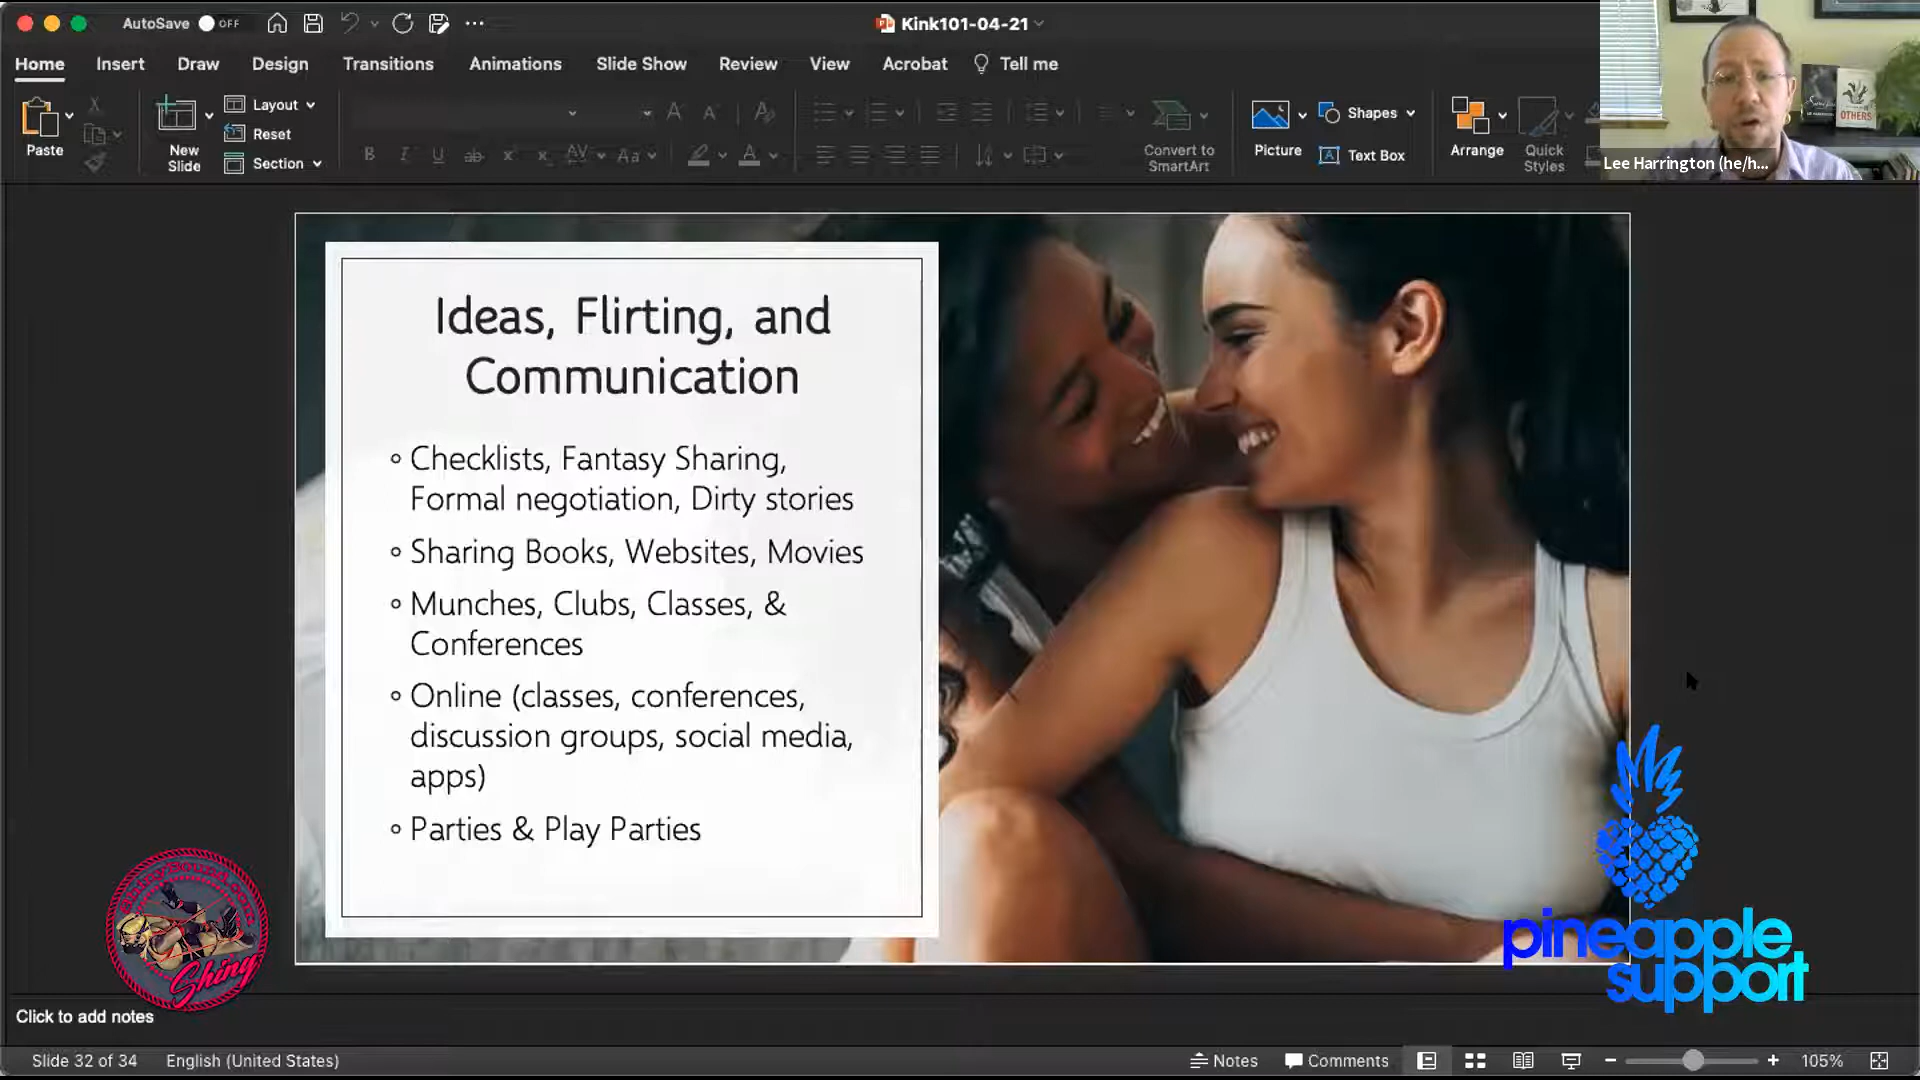 AutoSave OFF
Kink101-04-21
Home Insert Draw Design Transitions Animations Slide Show Review View Acrobat Tell me
Paste
New
Slide
Layout
Reset
Section
Convert to
SmartArt
Picture
Shapes
Text Box
Arrange
Quick
Styles
OTHERS
Lee Harrington (he/h...
Ideas, Flirting, and
Communication
Checklists, Fantasy Sharing,
Formal negotiation, Dirty stories
Sharing Books, Websites, Movies
Munches, Clubs, Classes, &
Conferences
Online (classes, conferences,
discussion groups, social media,
apps)
Parties & Play Parties
Shiny
pineapple
support
Click to add notes
Slide 32 of 34 English (United States) Notes Comments 105%